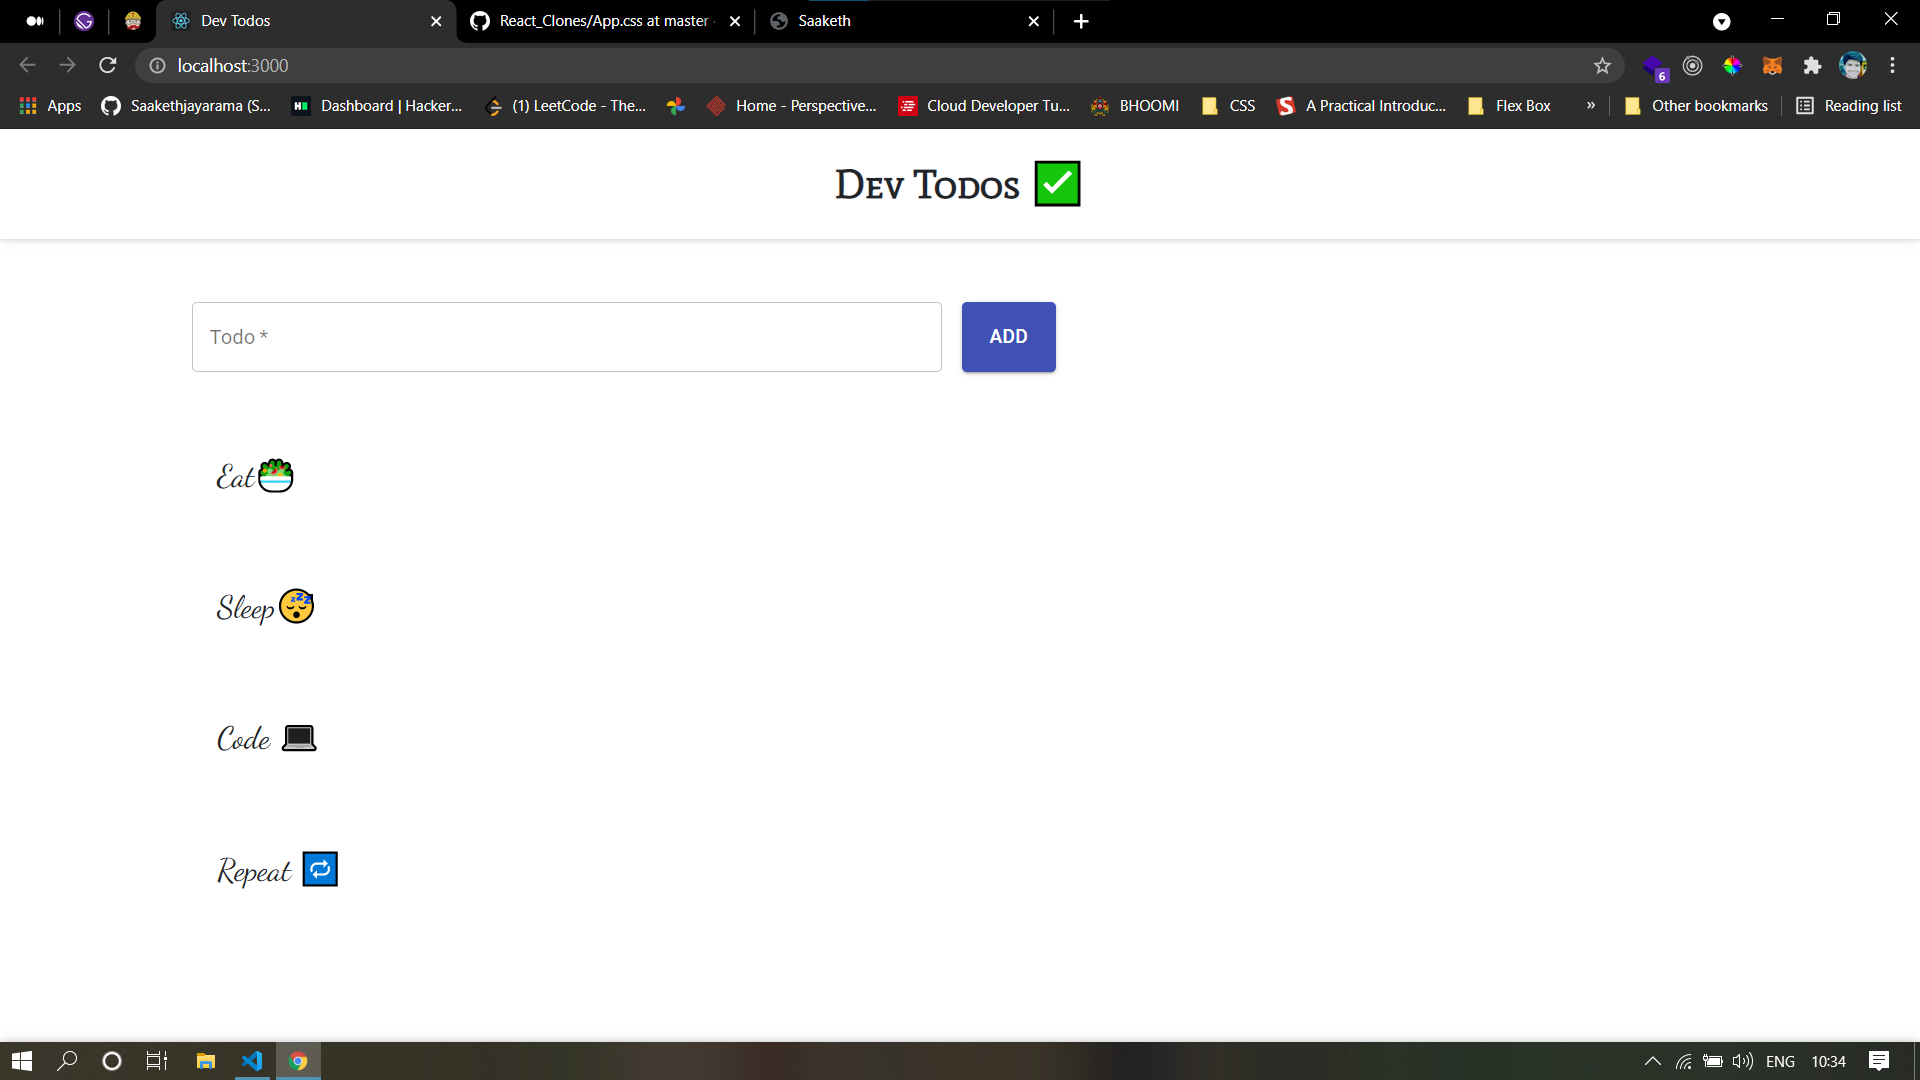 Dev Todos
React_Clones/App.css at master
Saaketh
localhost:3000
6
Apps
Saakethjayarama (S...
Dashboard | Hacker...
(1) LeetCode - The...
Home - Perspective...
Cloud Developer Tu...
BHOOMI
CSS
A Practical Introduc...
Flex Box
»
Other bookmarks
Reading list
Dev Todos ✅
Todo *
ADD
Eat🥗
Sleep😴
Code 💻
Repeat 🔁
ENG
10:34